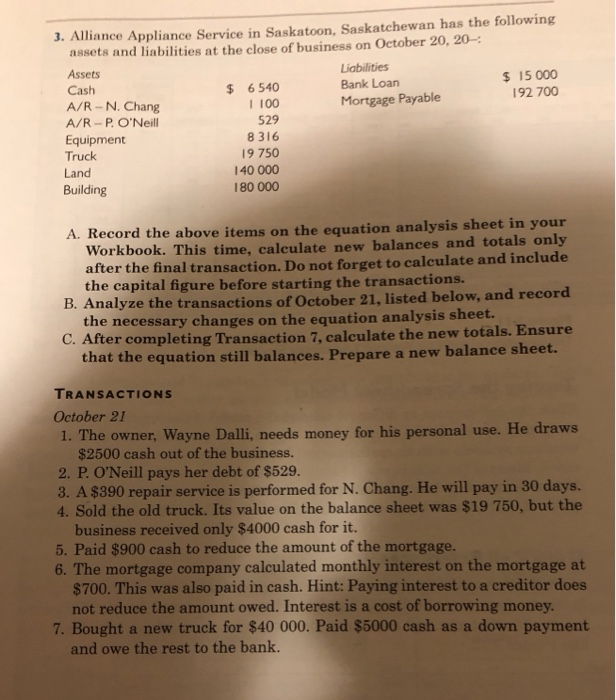 3. Alliance Appliance Service in Saskatoon, Saskatchewan has the following
assets and liabilities at the close of business on October 20, 20–:
Assets
Cash $ 6 540
A/R – N. Chang 1 100
A/R – P. O'Neill 529
Equipment 8 316
Truck 19 750
Land 140 000
Building 180 000
Liabilities
Bank Loan $ 15 000
Mortgage Payable 192 700
A. Record the above items on the equation analysis sheet in your
Workbook. This time, calculate new balances and totals only
after the final transaction. Do not forget to calculate and include
the capital figure before starting the transactions.
B. Analyze the transactions of October 21, listed below, and record
the necessary changes on the equation analysis sheet.
C. After completing Transaction 7, calculate the new totals. Ensure
that the equation still balances. Prepare a new balance sheet.
TRANSACTIONS
October 21
1. The owner, Wayne Dalli, needs money for his personal use. He draws
$2500 cash out of the business.
2. P. O'Neill pays her debt of $529.
3. A $390 repair service is performed for N. Chang. He will pay in 30 days.
4. Sold the old truck. Its value on the balance sheet was $19 750, but the
business received only $4000 cash for it.
5. Paid $900 cash to reduce the amount of the mortgage.
6. The mortgage company calculated monthly interest on the mortgage at
$700. This was also paid in cash. Hint: Paying interest to a creditor does
not reduce the amount owed. Interest is a cost of borrowing money.
7. Bought a new truck for $40 000. Paid $5000 cash as a down payment
and owe the rest to the bank.